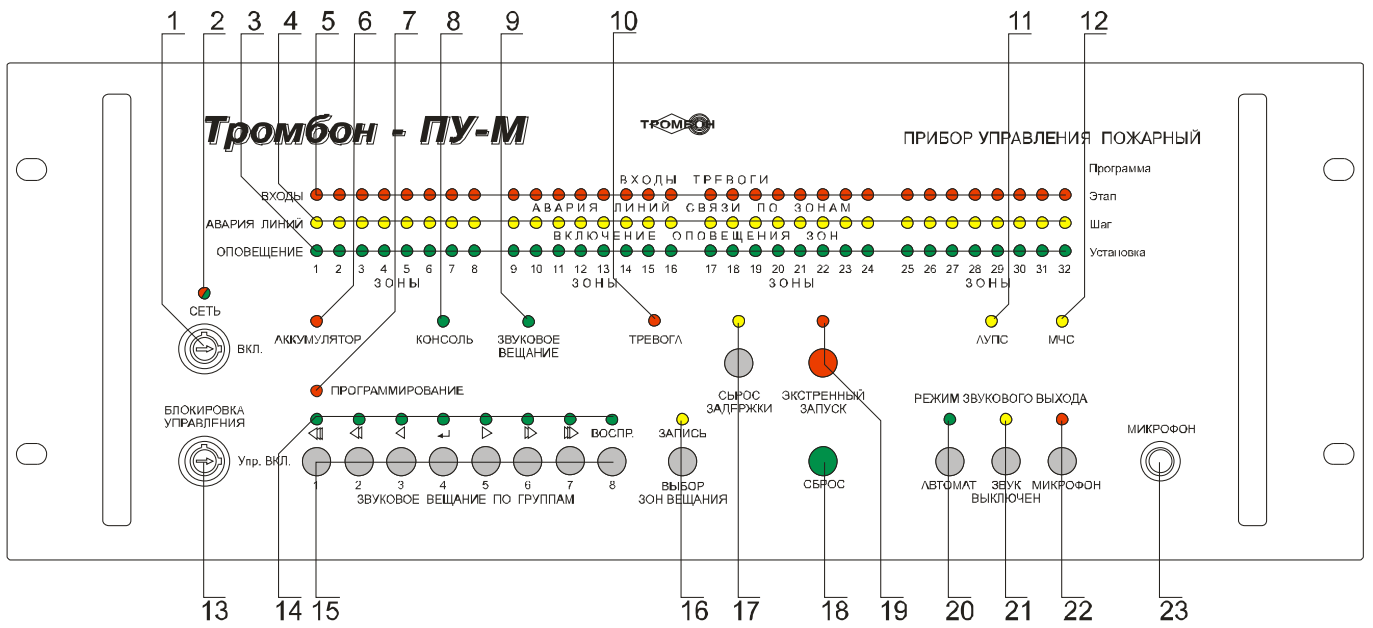 1 2 3 4 5 6 7 8 9 10 11 12
Тромбон - ПУ-М
ТРОМБОН
ПРИБОР УПРАВЛЕНИЯ ПОЖАРНЫЙ
Программа
ВХОДЫ ТРЕВОГИ
ВХОДЫ
Этап
АВАРИЯ ЛИНИЙ СВЯЗИ ПО ЗОНАМ
АВАРИЯ ЛИНИЙ
Шаг
ВКЛЮЧЕНИЕ ОПОВЕЩЕНИЯ ЗОН
ОПОВЕЩЕНИЕ
Установка
1 2 3 4 5 6 7 8 9 10 11 12 13 14 15 16 17 18 19 20 21 22 23 24 25 26 27 28 29 30 31 32
ЗОНЫ ЗОНЫ ЗОНЫ ЗОНЫ
СЕТЬ
ВКЛ.
АККУМУЛЯТОР
КОНСОЛЬ
ЗВУКОВОЕ
ВЕЩАНИЕ
ТРЕВОГА
ЛУПС
МЧС
ПРОГРАММИРОВАНИЕ
СЫРОС
ЗАДЕРЖКИ
ЭКСТРЕННЫЙ
ЗАПУСК
РЕЖИМ ЗВУКОВОГО ВЫХОДА
БЛОКИРОВКА
УПРАВЛЕНИЯ
Упр. ВКЛ.
ВОСПР.
ЗАПИСЬ
МИКРОФОН
1 2 3 4 5 6 7 8
ЗВУКОВОЕ ВЕЩАНИЕ ПО ГРУППАМ
ВЫБОР
ЗОН ВЕЩАНИЯ
СБРОС
АВТОМАТ
ЗВУК
ВЫКЛЮЧЕН
МИКРОФОН
13 14 15 16 17 18 19 20 21 22 23